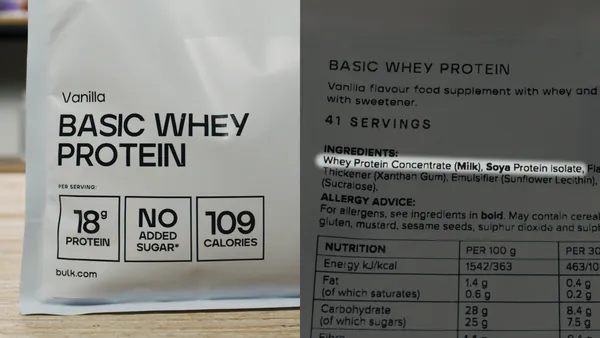 Vanilla
BASIC WHEY
PROTEIN
PER SERVING:
18g
PROTEIN
NO
ADDED
SUGAR*
109
CALORIES
bulk.com
BASIC WHEY PROTEIN
Vanilla flavour food supplement with whey and
with sweetener.
41 SERVINGS
INGREDIENTS:
Whey Protein Concentrate (Milk), Soya Protein Isolate,
Thickener (Xanthan Gum), Emulsifier (Sunflower Lecithin),
(Sucralose).
ALLERGY ADVICE:
For allergens, see ingredients in bold. May contain
gluten, mustard, sesame seeds, sulphur dioxide and
NUTRITION PER 100 g PER 30
Energy kJ/kcal 1542/363 463/10
Fat 1.4 g 0.4 g
(of which saturates) 0.6 g 0.2 g
Carbohydrate 28 g 8.4 g
(of which sugars) 25 g 7.5 g